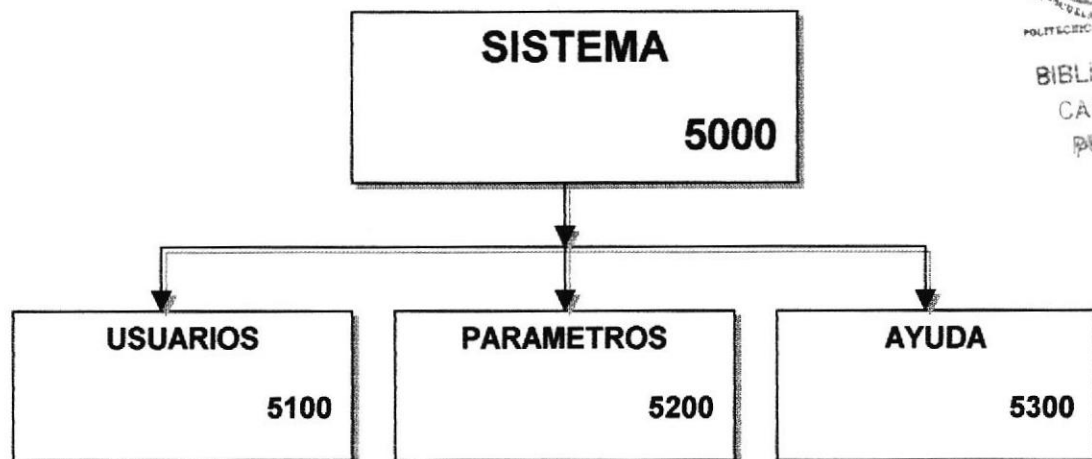 SISTEMA
5000
USUARIOS
5100
PARAMETROS
5200
AYUDA
5300